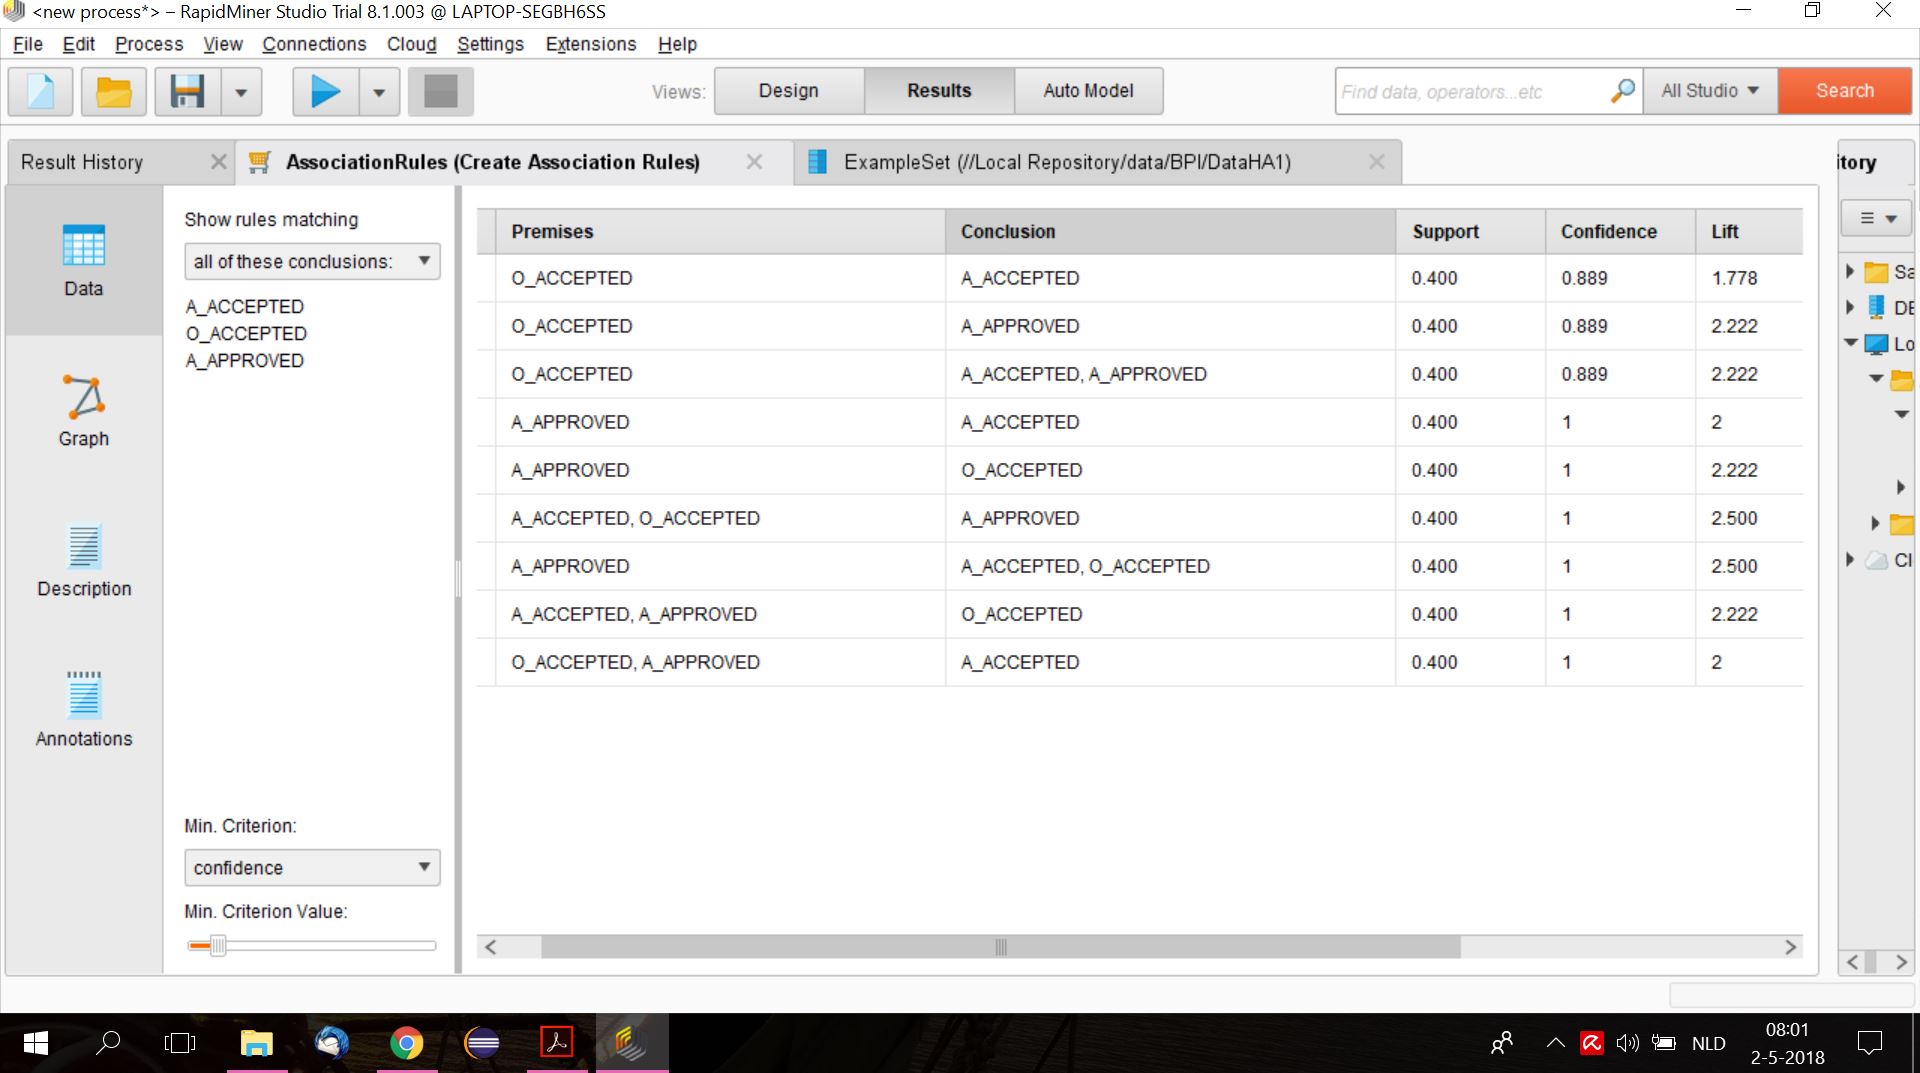 <new process*> – RapidMiner Studio Trial 8.1.003 @ LAPTOP-SEGBH6SS
File Edit Process View Connections Cloud Settings Extensions Help
Views: Design Results Auto Model Find data, operators...etc All Studio Search
Result History AssociationRules (Create Association Rules) ExampleSet (//Local Repository/data/BPI/DataHA1) itory
Show rules matching
all of these conclusions:
A_ACCEPTED
O_ACCEPTED
A_APPROVED
Data
Graph
Description
Annotations
Min. Criterion:
confidence
Min. Criterion Value:
Premises Conclusion Support Confidence Lift
O_ACCEPTED A_ACCEPTED 0.400 0.889 1.778
O_ACCEPTED A_APPROVED 0.400 0.889 2.222
O_ACCEPTED A_ACCEPTED, A_APPROVED 0.400 0.889 2.222
A_APPROVED A_ACCEPTED 0.400 1 2
A_APPROVED O_ACCEPTED 0.400 1 2.222
A_ACCEPTED, O_ACCEPTED A_APPROVED 0.400 1 2.500
A_APPROVED A_ACCEPTED, O_ACCEPTED 0.400 1 2.500
A_ACCEPTED, A_APPROVED O_ACCEPTED 0.400 1 2.222
O_ACCEPTED, A_APPROVED A_ACCEPTED 0.400 1 2
Sa
DE
Lo
Cl
NLD
08:01
2-5-2018